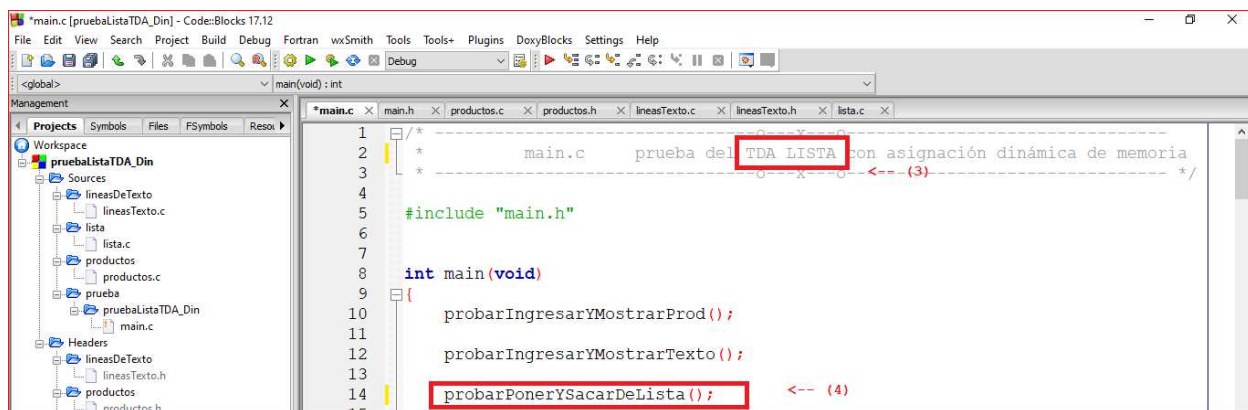 *main.c [pruebaListaTDA_Din] - Code::Blocks 17.12
File Edit View Search Project Build Debug Fortran wxSmith Tools Tools+ Plugins DoxyBlocks Settings Help
Debug
<global>
main(void) : int
Management
Projects Symbols Files FSymbols
Workspace
pruebaListaTDA_Din
Sources
lineasDeTexto
lineasTexto.c
lista
lista.c
productos
productos.c
prueba
pruebaListaTDA_Din
main.c
Headers
lineasDeTexto
lineasTexto.h
productos
productos.h
*main.c main.h productos.c productos.h lineasTexto.c lineasTexto.h lista.c
1 /* ---------------------------------o---x---o---------------------------------
2 * main.c prueba del TDA LISTA con asignación dinámica de memoria
3 * ---------------------------------o---x---o--------------------------------- */
<-- (3)
4
5 #include "main.h"
6
7
8 int main(void)
9 {
10 probarIngresarYMostrarProd();
11
12 probarIngresarYMostrarTexto();
13
14 probarPonerYSacarDeLista(); <-- (4)